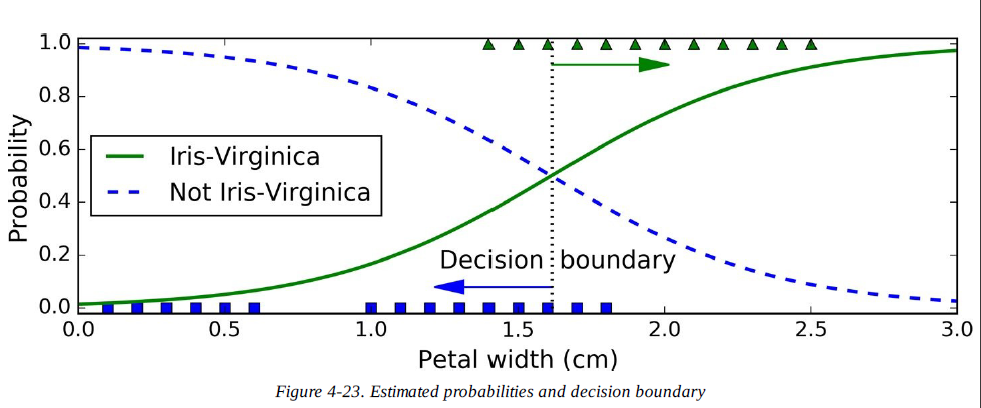 1.0
0.8
0.6
0.4
0.2
0.0
Probability
Iris-Virginica
Not Iris-Virginica
Decision boundary
0.0 0.5 1.0 1.5 2.0 2.5 3.0
Petal width (cm)
Figure 4-23. Estimated probabilities and decision boundary